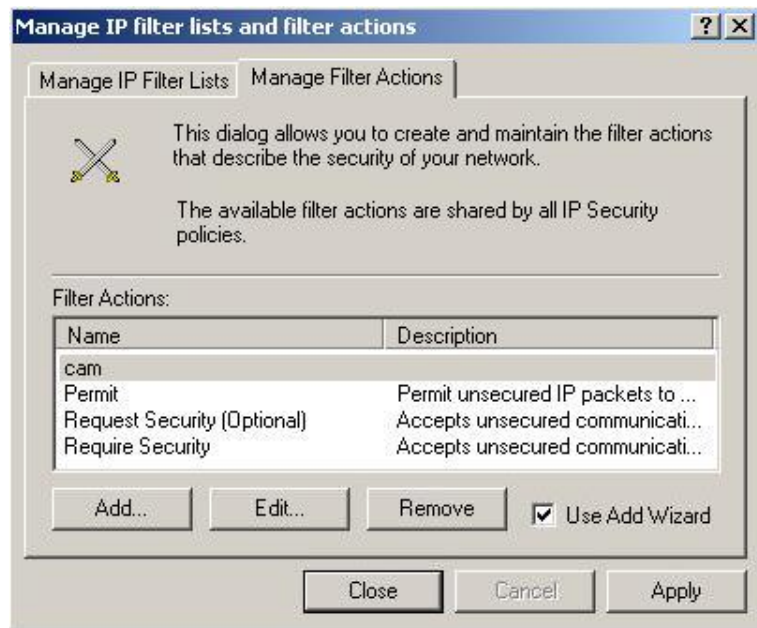 Manage IP filter lists and filter actions
Manage IP Filter Lists
Manage Filter Actions
This dialog allows you to create and maintain the filter actions
that describe the security of your network.
The available filter actions are shared by all IP Security
policies.
Filter Actions:
Name Description
cam
Permit Permit unsecured IP packets to ...
Request Security (Optional) Accepts unsecured communicati...
Require Security Accepts unsecured communicati...
Add... Edit... Remove Use Add Wizard
Close Cancel Apply